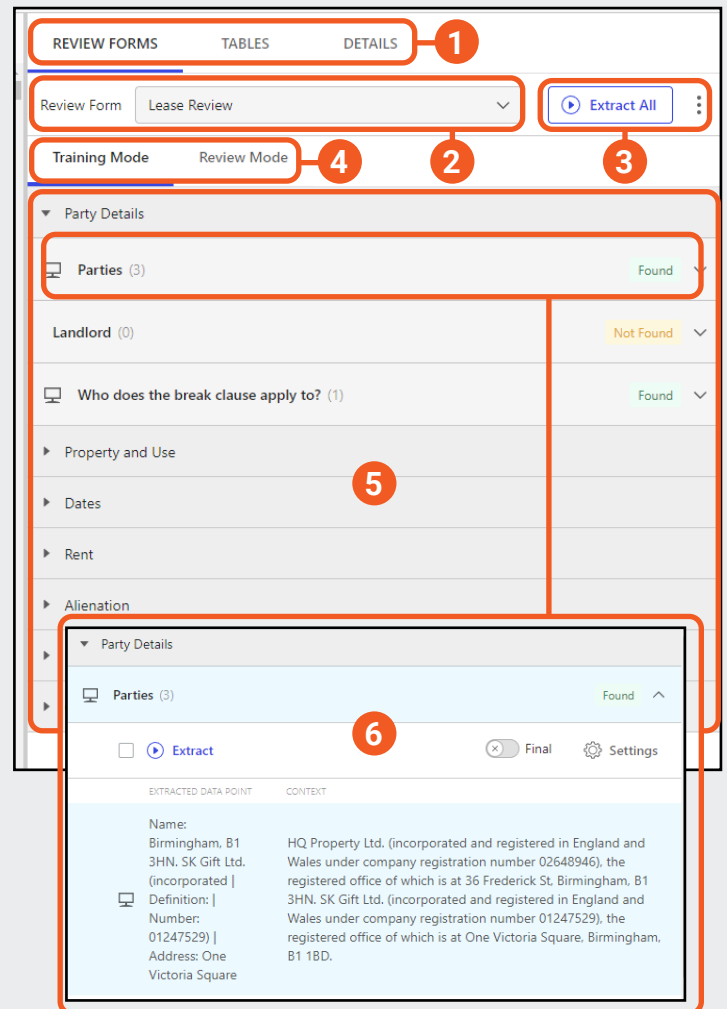 REVIEW FORMS TABLES DETAILS 1
Review Form Lease Review Extract All
Training Mode Review Mode 4 2 3
Party Details
Parties (3) Found
Landlord (0) Not Found
Who does the break clause apply to? (1) Found
Property and Use
5
Dates
Rent
Alienation
Party Details
Parties (3) Found
6
Extract Final Settings
EXTRACTED DATA POINT CONTEXT
Name:
Birmingham, B1
3HN. SK Gift Ltd.
(incorporated |
Definition: |
Number:
01247529) |
Address: One
Victoria Square
HQ Property Ltd. (incorporated and registered in England and
Wales under company registration number 02648946), the
registered office of which is at 36 Frederick St, Birmingham, B1
3HN. SK Gift Ltd. (incorporated and registered in England and
Wales under company registration number 01247529), the
registered office of which is at One Victoria Square, Birmingham,
B1 1BD.